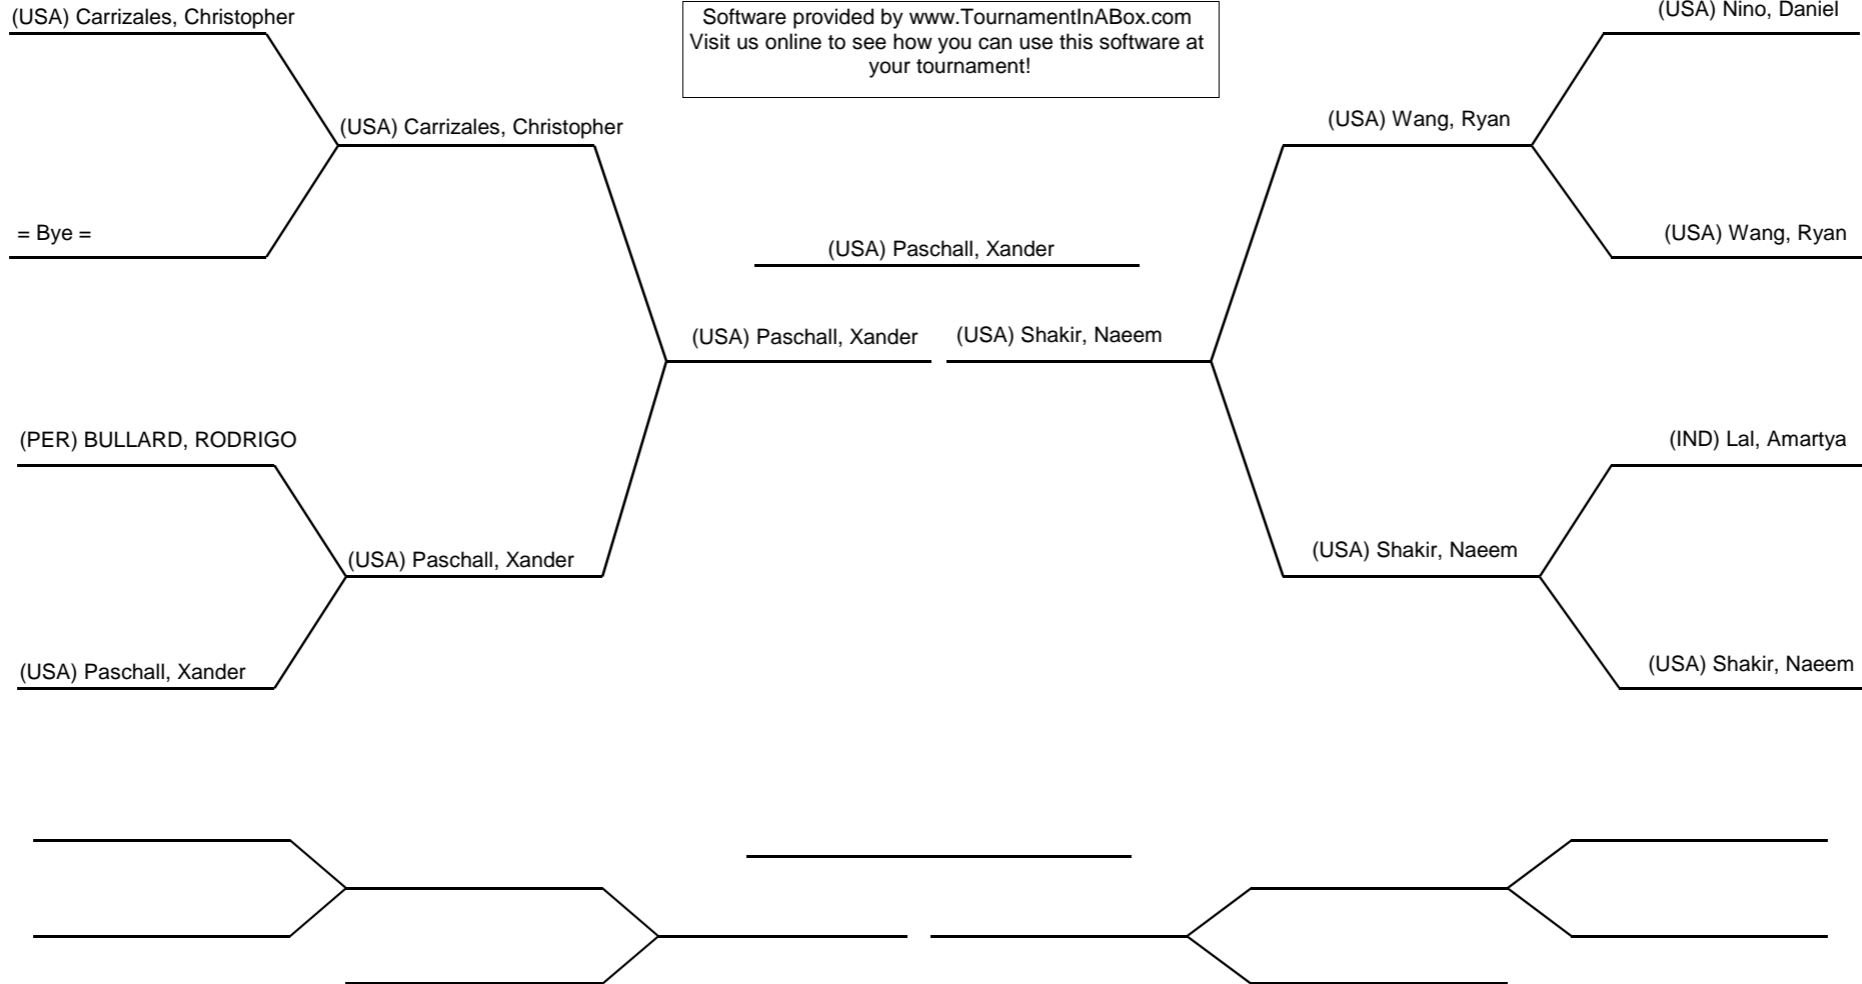 (USA) Carrizales, Christopher
Software provided by www.TournamentInABox.com
Visit us online to see how you can use this software at
your tournament!
(USA) Nino, Daniel
(USA) Carrizales, Christopher
(USA) Wang, Ryan
= Bye =
(USA) Paschall, Xander
(USA) Wang, Ryan
(USA) Paschall, Xander
(USA) Shakir, Naeem
(PER) BULLARD, RODRIGO
(IND) Lal, Amartya
(USA) Paschall, Xander
(USA) Shakir, Naeem
(USA) Paschall, Xander
(USA) Shakir, Naeem